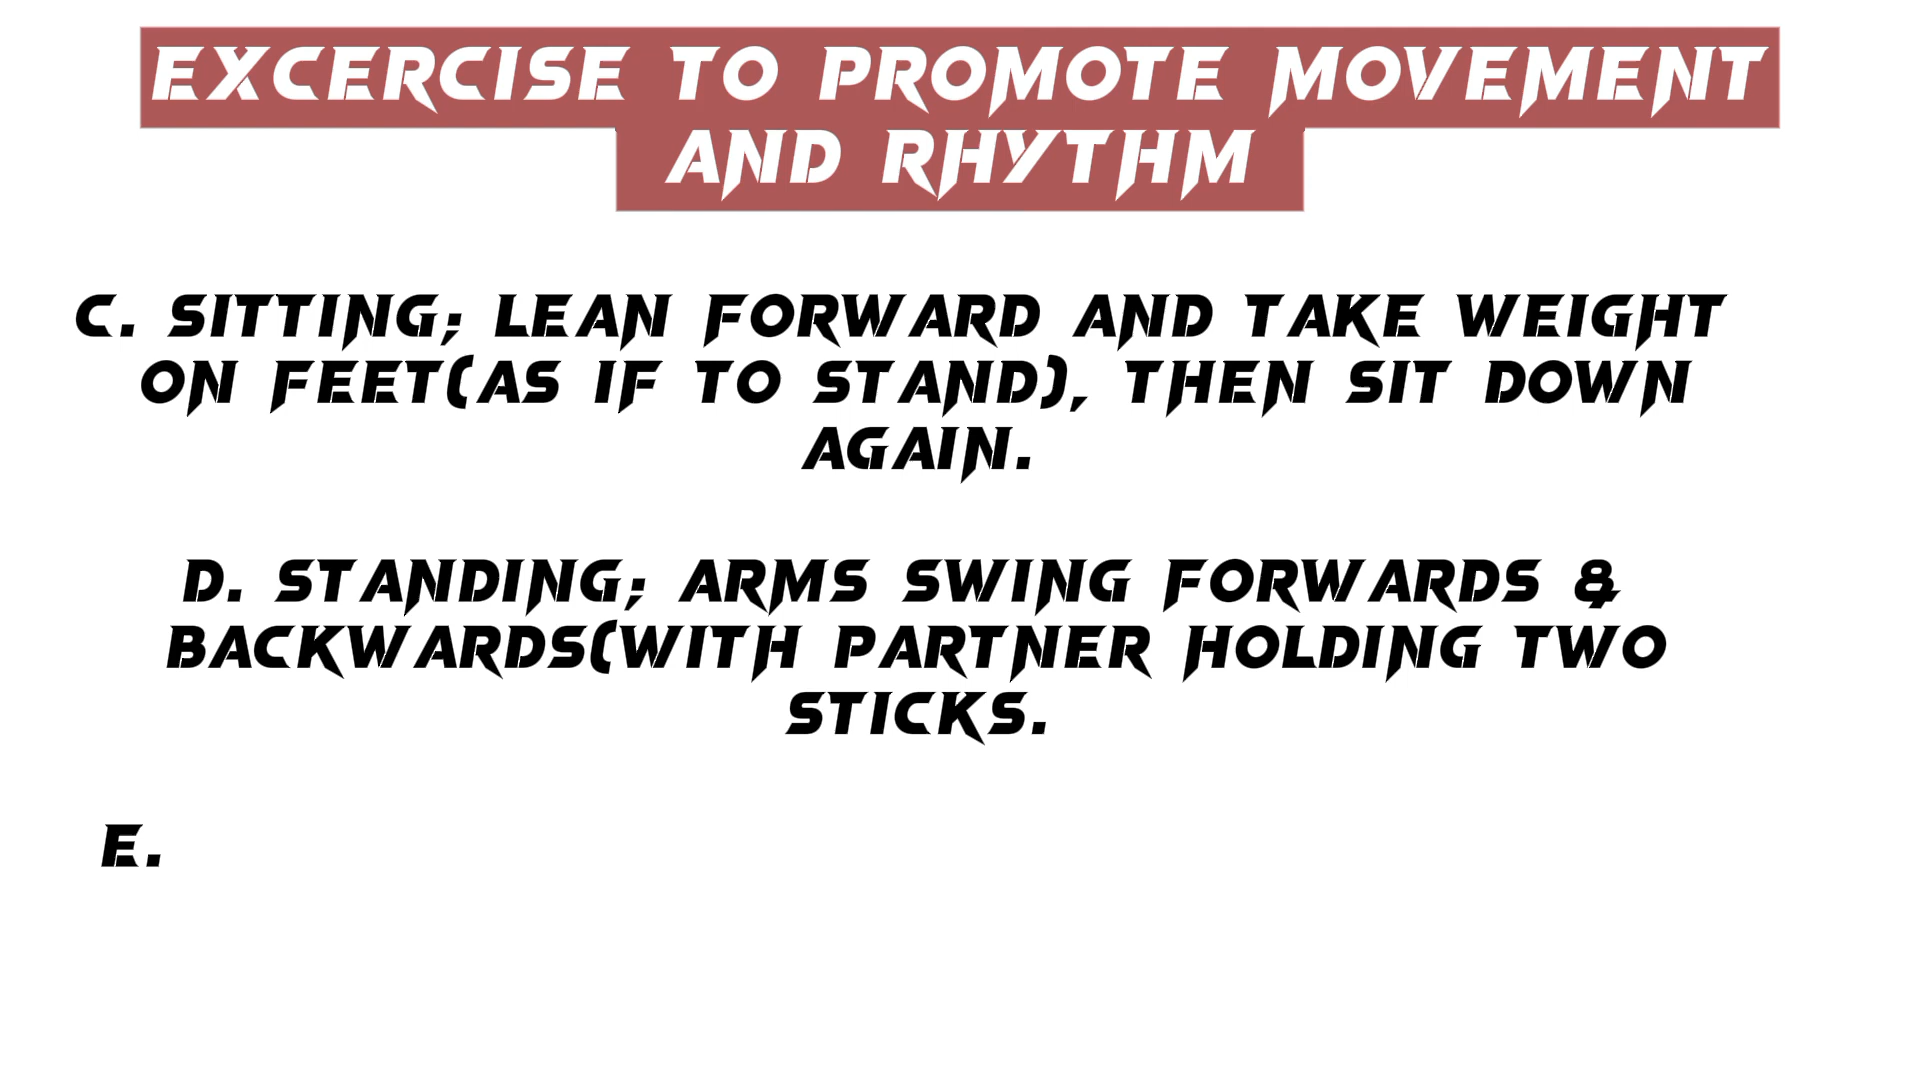 EXCERCISE TO PROMOTE MOVEMENT
AND RHYTHM
C. SITTING; LEAN FORWARD AND TAKE WEIGHT
ON FEET(AS IF TO STAND), THEN SIT DOWN
AGAIN.
D. STANDING; ARMS SWING FORWARDS &
BACKWARDS(WITH PARTNER HOLDING TWO
STICKS.
E.